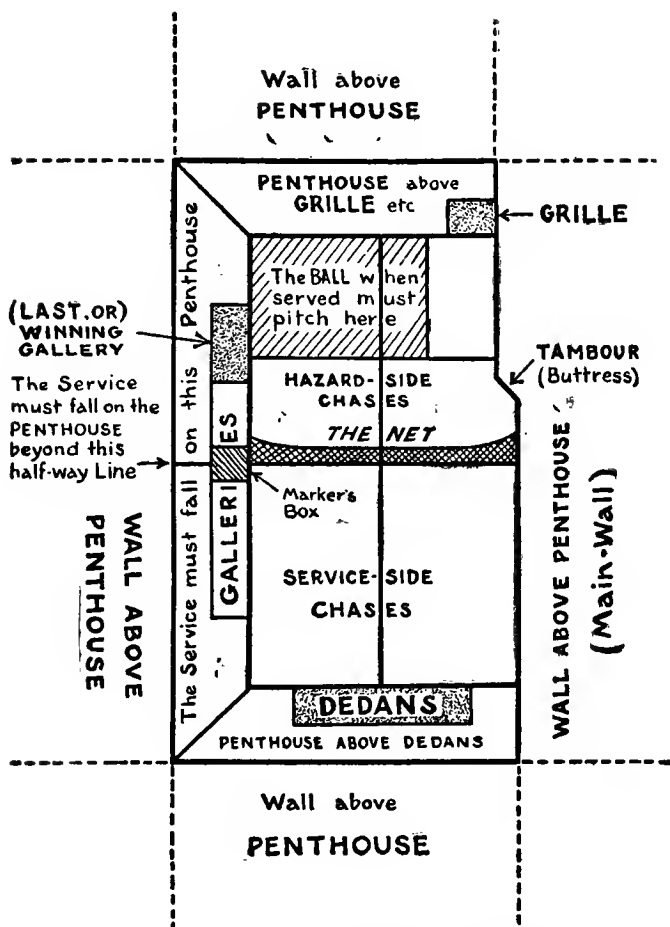 Wall above
PENTHOUSE
PENTHOUSE above
GRILLE etc
GRILLE
The Service must fall on this Penthouse
The BALL when
served must
pitch here
(LAST OR)
WINNING
GALLERY
TAMBOUR
(Buttress)
The Service
must fall on the
PENTHOUSE
beyond this
half-way Line
HAZARD-SIDE
CHASES
THE NET
GALLERIES
Marker's
Box
WALL ABOVE
PENTHOUSE
SERVICE-SIDE
CHASES
WALL ABOVE PENTHOUSE
(Main-Wall)
DEDANS
PENTHOUSE ABOVE DEDANS
Wall above
PENTHOUSE